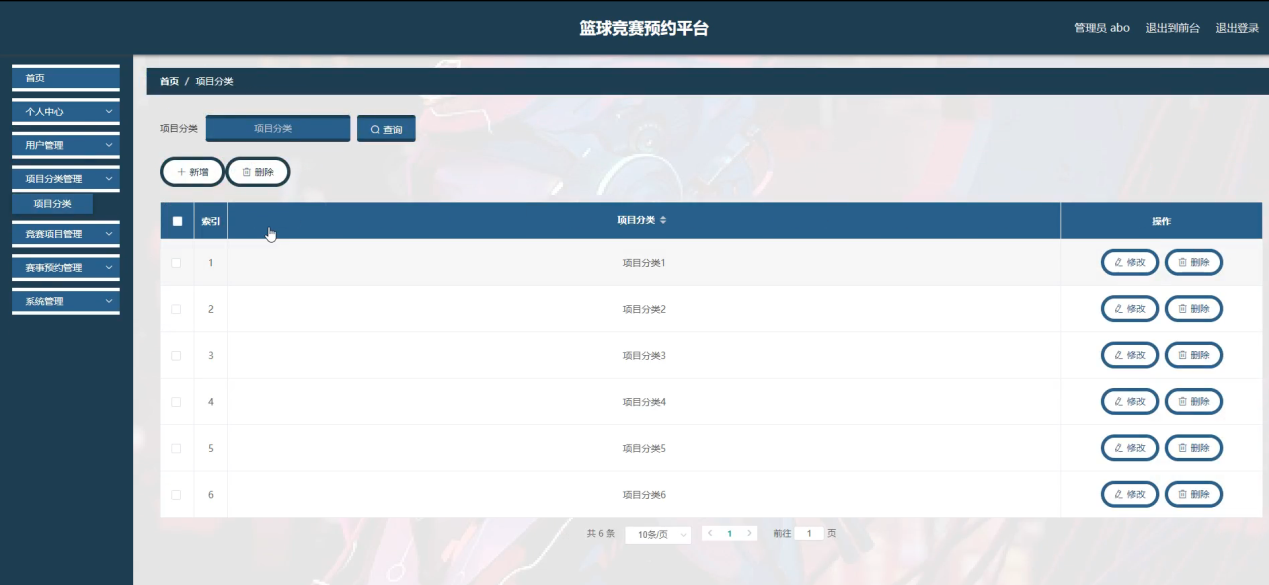 篮球竞赛预约平台
管理员 abo 退出到前台 退出登录
首页
个人中心
用户管理
项目分类管理
项目分类
竞赛项目管理
赛事预约管理
系统管理
首页 / 项目分类
项目分类 项目分类 查询
新增 删除
索引 项目分类 操作
1 项目分类1 修改 删除
2 项目分类2 修改 删除
3 项目分类3 修改 删除
4 项目分类4 修改 删除
5 项目分类5 修改 删除
6 项目分类6 修改 删除
共 6 条 10条/页 1 前往 1 页